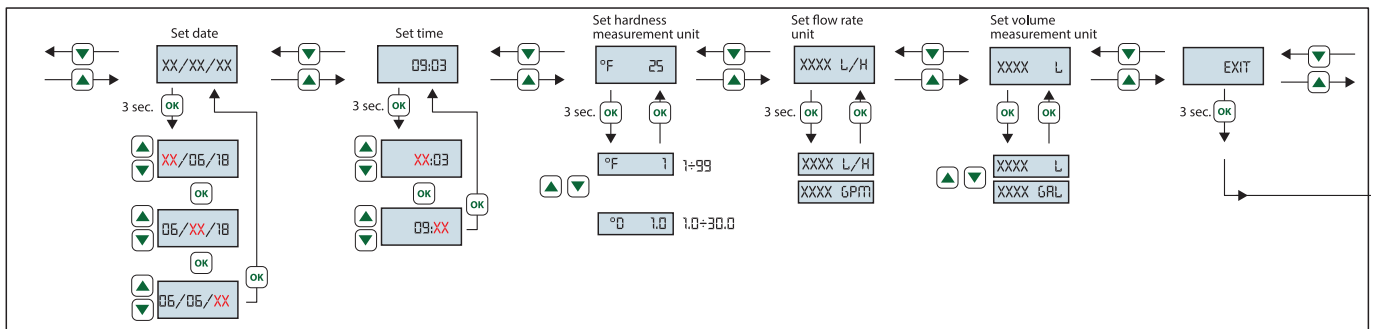 Set date
XX/XX/XX
3 sec. OK
XX/06/18
OK
06/XX/18
OK
06/06/XX
OK
Set time
09:03
3 sec. OK
XX:03
OK
09:XX
OK
Set hardness
measurement unit
°F 25
3 sec. OK OK
°F 1 1÷99
°D 1.0 1.0÷30.0
Set flow rate
unit
XXXX L/H
3 sec. OK OK
XXXX L/H
XXXX GPM
Set volume
measurement unit
XXXX L
OK OK
XXXX L
XXXX GAL
EXIT
3 sec. OK